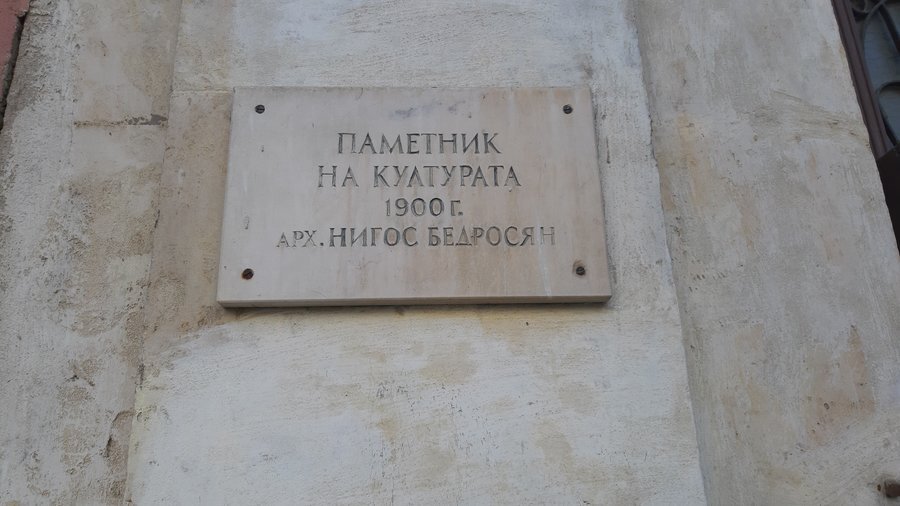 ПАМЕТНИК
НА КУЛТУРАТА
1900 г.
АРХ. НИГОС БЕДРОСЯН